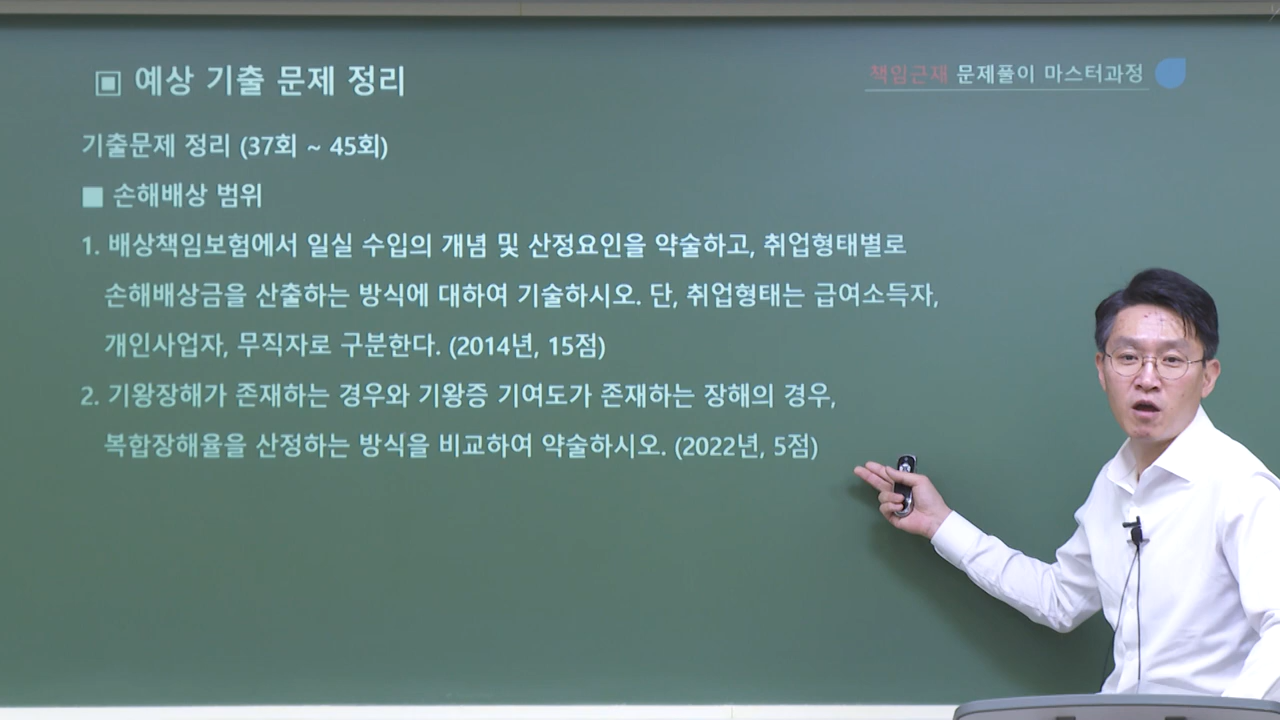 ▣ 예상 기출 문제 정리
책임근재 문제풀이 마스터과정
기출문제 정리 (37회 ~ 45회)
■ 손해배상 범위
1. 배상책임보험에서 일실 수입의 개념 및 산정요인을 약술하고, 취업형태별로
손해배상금을 산출하는 방식에 대하여 기술하시오. 단, 취업형태는 급여소득자,
개인사업자, 무직자로 구분한다. (2014년, 15점)
2. 기왕장해가 존재하는 경우와 기왕증 기여도가 존재하는 장해의 경우,
복합장해율을 산정하는 방식을 비교하여 약술하시오. (2022년, 5점)